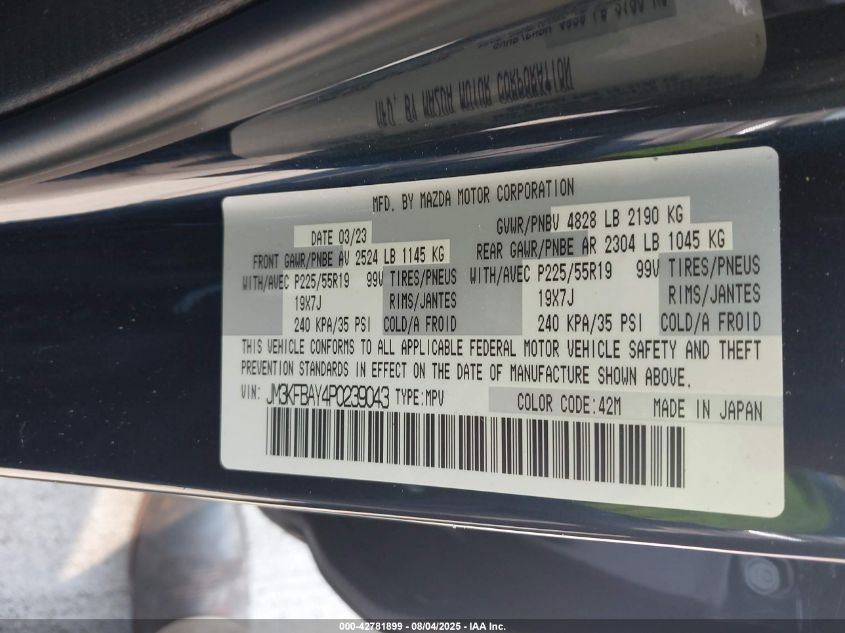 MFD. BY MAZDA MOTOR CORPORATION
MFD. BY MAZDA MOTOR CORPORATION
DATE 03/23 GVWR/PNBV 4828 LB 2190 KG
FRONT GAWR/PNBE AV 2524 LB 1145 KG REAR GAWR/PNBE AR 2304 LB 1045 KG
WITH/AVEC P225/55R19 99V TIRES/PNEUS WITH/AVEC P225/55R19 99V TIRES/PNEUS
19X7J RIMS/JANTES 19X7J RIMS/JANTES
240 KPA/35 PSI COLD/A FROID 240 KPA/35 PSI COLD/A FROID
THIS VEHICLE CONFORMS TO ALL APPLICABLE FEDERAL MOTOR VEHICLE SAFETY AND THEFT
PREVENTION STANDARDS IN EFFECT ON THE DATE OF MANUFACTURE SHOWN ABOVE.
VIN: JM3KFBAY4P0239043 TYPE:MPV COLOR CODE:42M MADE IN JAPAN
000-42781899 - 08/04/2025 - IAA Inc.